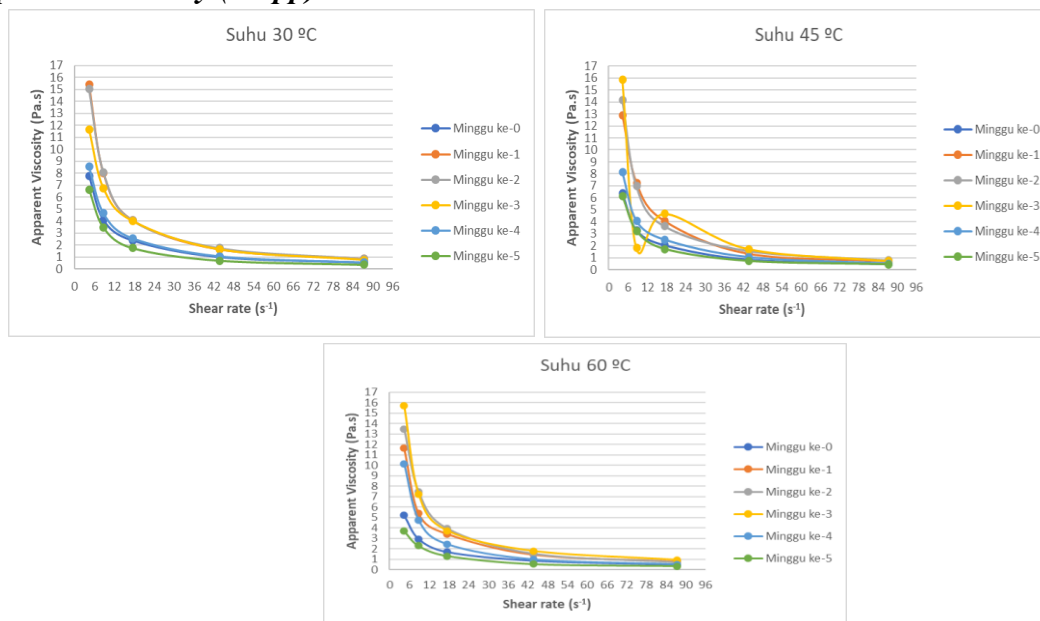 Suhu 30 ºC
Apparent Viscosity (Pa.s)
17
16
15
14
13
12
11
10
9
8
7
6
5
4
3
2
1
0
0 6 12 18 24 30 36 42 48 54 60 66 72 78 84 90 96
Shear rate (s⁻¹)
Minggu ke-0
Minggu ke-1
Minggu ke-2
Minggu ke-3
Minggu ke-4
Minggu ke-5
Suhu 45 ºC
Apparent Viscosity (Pa.s)
17
16
15
14
13
12
11
10
9
8
7
6
5
4
3
2
1
0
0 6 12 18 24 30 36 42 48 54 60 66 72 78 84 90 96
Shear rate (s⁻¹)
Minggu ke-0
Minggu ke-1
Minggu ke-2
Minggu ke-3
Minggu ke-4
Minggu ke-5
Suhu 60 ºC
Apparent Viscosity (Pa.s)
17
16
15
14
13
12
11
10
9
8
7
6
5
4
3
2
1
0
0 6 12 18 24 30 36 42 48 54 60 66 72 78 84 90 96
Shear rate (s⁻¹)
Minggu ke-0
Minggu ke-1
Minggu ke-2
Minggu ke-3
Minggu ke-4
Minggu ke-5